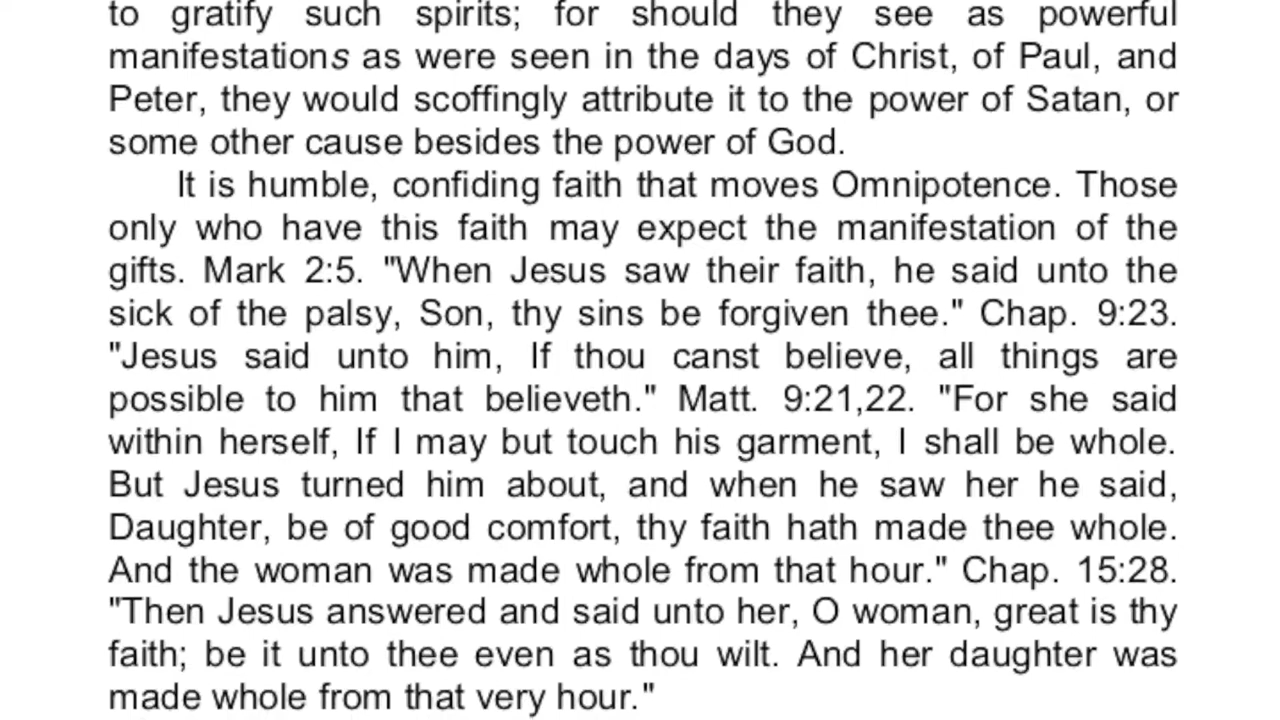 to gratify such spirits; for should they see as powerful
manifestations as were seen in the days of Christ, of Paul, and
Peter, they would scoffingly attribute it to the power of Satan, or
some other cause besides the power of God.
It is humble, confiding faith that moves Omnipotence. Those
only who have this faith may expect the manifestation of the
gifts. Mark 2:5. "When Jesus saw their faith, he said unto the
sick of the palsy, Son, thy sins be forgiven thee." Chap. 9:23.
"Jesus said unto him, If thou canst believe, all things are
possible to him that believeth." Matt. 9:21,22. "For she said
within herself, If I may but touch his garment, I shall be whole.
But Jesus turned him about, and when he saw her he said,
Daughter, be of good comfort, thy faith hath made thee whole.
And the woman was made whole from that hour." Chap. 15:28.
"Then Jesus answered and said unto her, O woman, great is thy
faith; be it unto thee even as thou wilt. And her daughter was
made whole from that very hour."